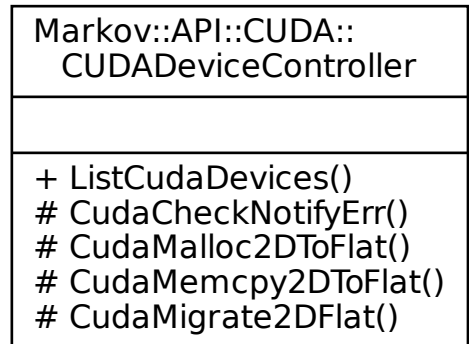 Markov::API::CUDA::
CUDADeviceController
+ ListCudaDevices()
# CudaCheckNotifyErr()
# CudaMalloc2DToFlat()
# CudaMemcpy2DToFlat()
# CudaMigrate2DFlat()